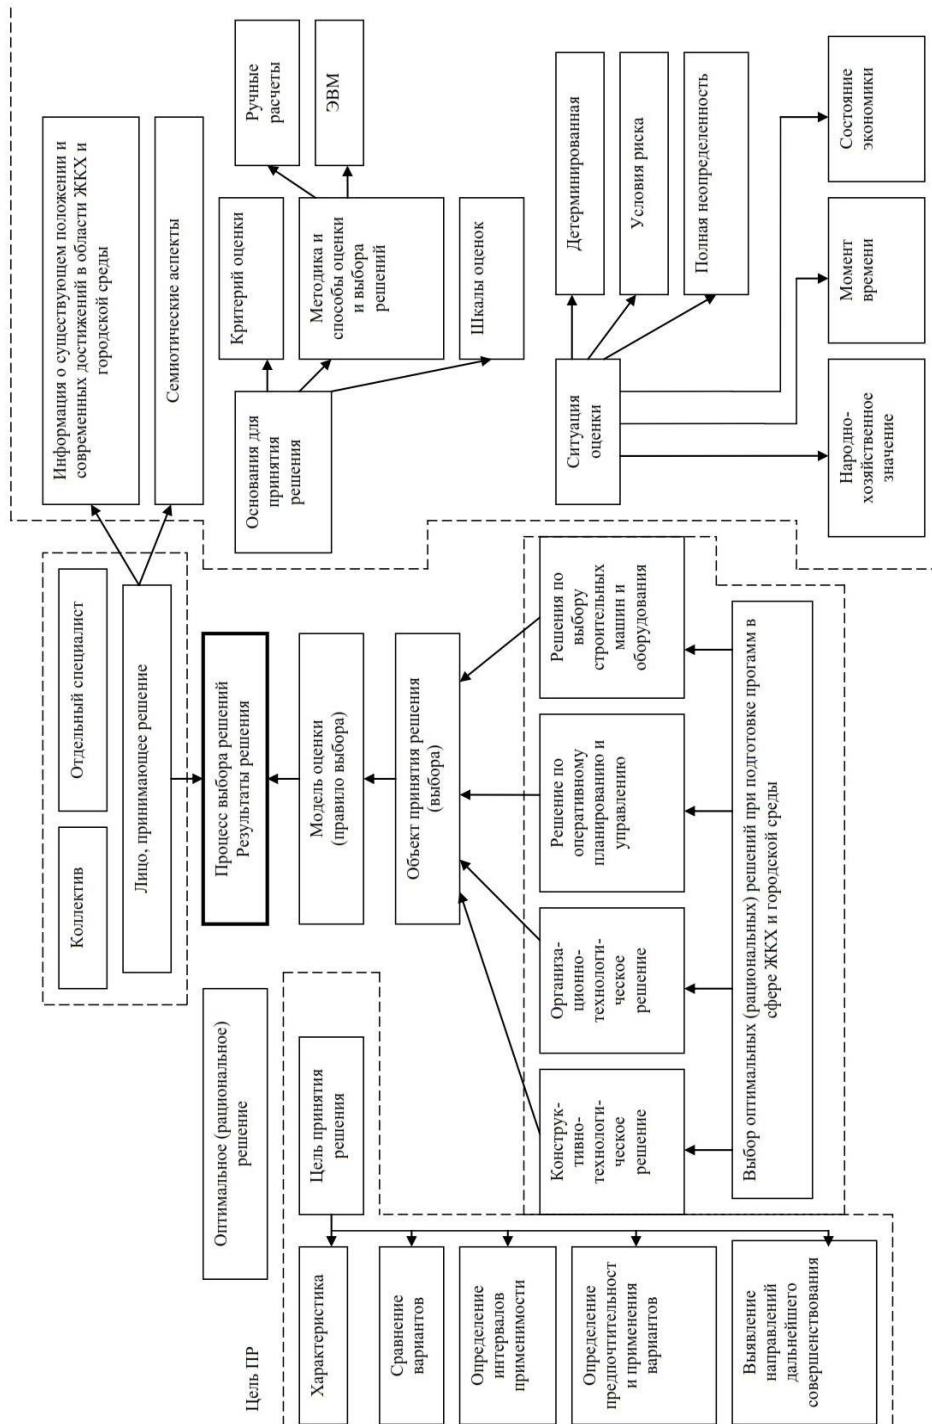 Цель ПР
Коллектив
Отдельный специалист
Лицо, принимающее решение
Информация о существующем положении и
современных достижений в области ЖКХ и
городской среды
Семиотические аспекты
Оптимальное (рациональное)
решение
Процесс выбора решений
Результаты решения
Основания для
принятия
решения
Критерий оценки
Ручные
расчеты
ЭВМ
Методика и
способы оценки
и выбора
решений
Шкалы оценок
Характеристика
Цель принятия
решения
Модель оценки
(правило выбора)
Сравнение
вариантов
Объект принятия решения
(выбора)
Определение
интервалов
применимости
Определение
предпочтительност
и применения
вариантов
Выявление
направлений
дальнейшего
совершенствования
Конструк-
тивно-
технологи-
ческое
решение
Организа-
ционно-
технологи-
ческое
решение
Решение по
оперативному
планированию и
управлению
Решения по
выбору
строительных
машин и
оборудования
Выбор оптимальных (рациональных) решений при подготовке прогамм в
сфере ЖКХ и городской среды
Ситуация
оценки
Детерминированная
Условия риска
Полная неопределенность
Народно-
хозяйственное
значение
Момент
времени
Состояние
экономики